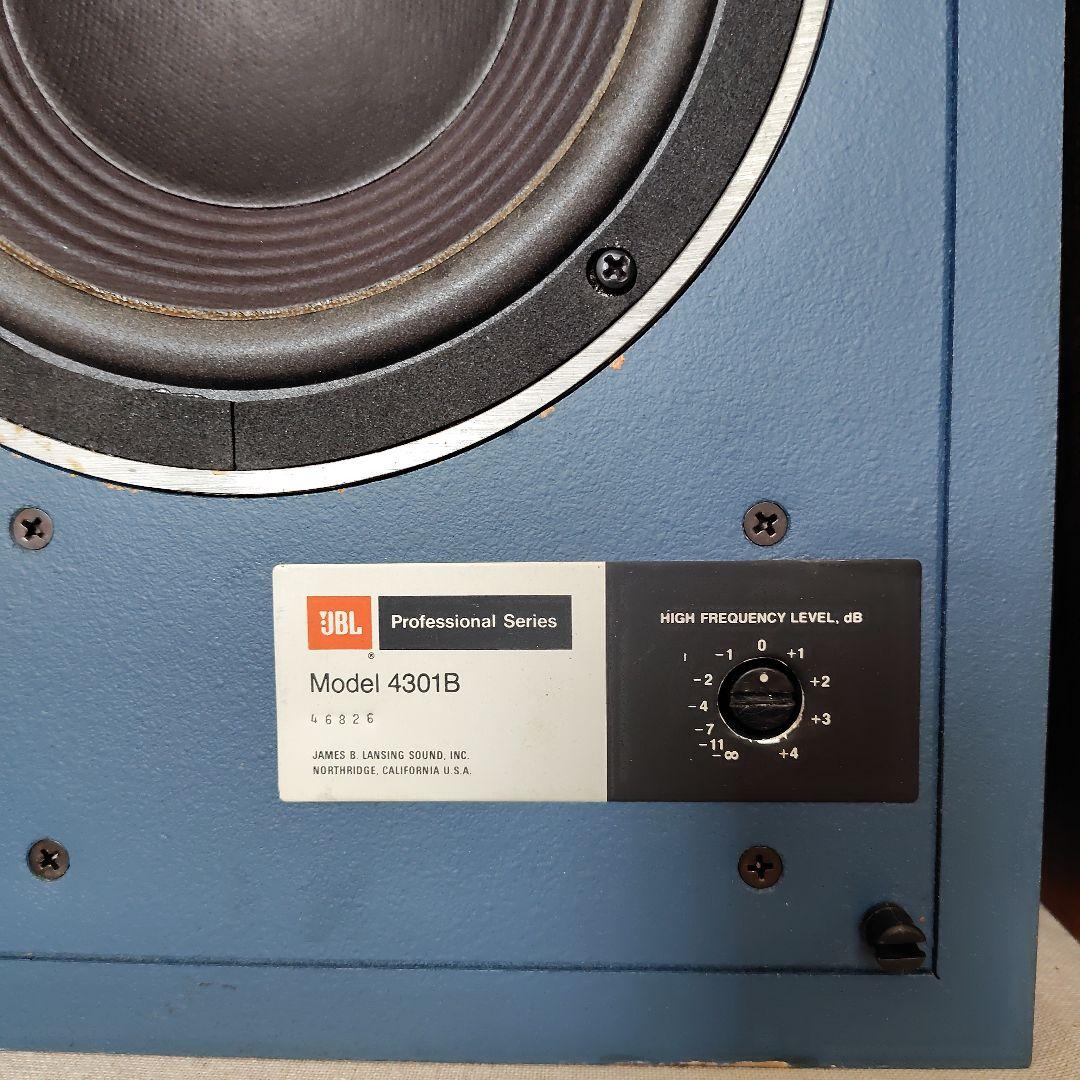 JBL Professional Series
®
Model 4301B
46826
JAMES B. LANSING SOUND, INC.
NORTHRIDGE, CALIFORNIA U.S.A.
HIGH FREQUENCY LEVEL, dB
-1 0 +1
-2 +2
-4 +3
-7
-11
-∞ +4